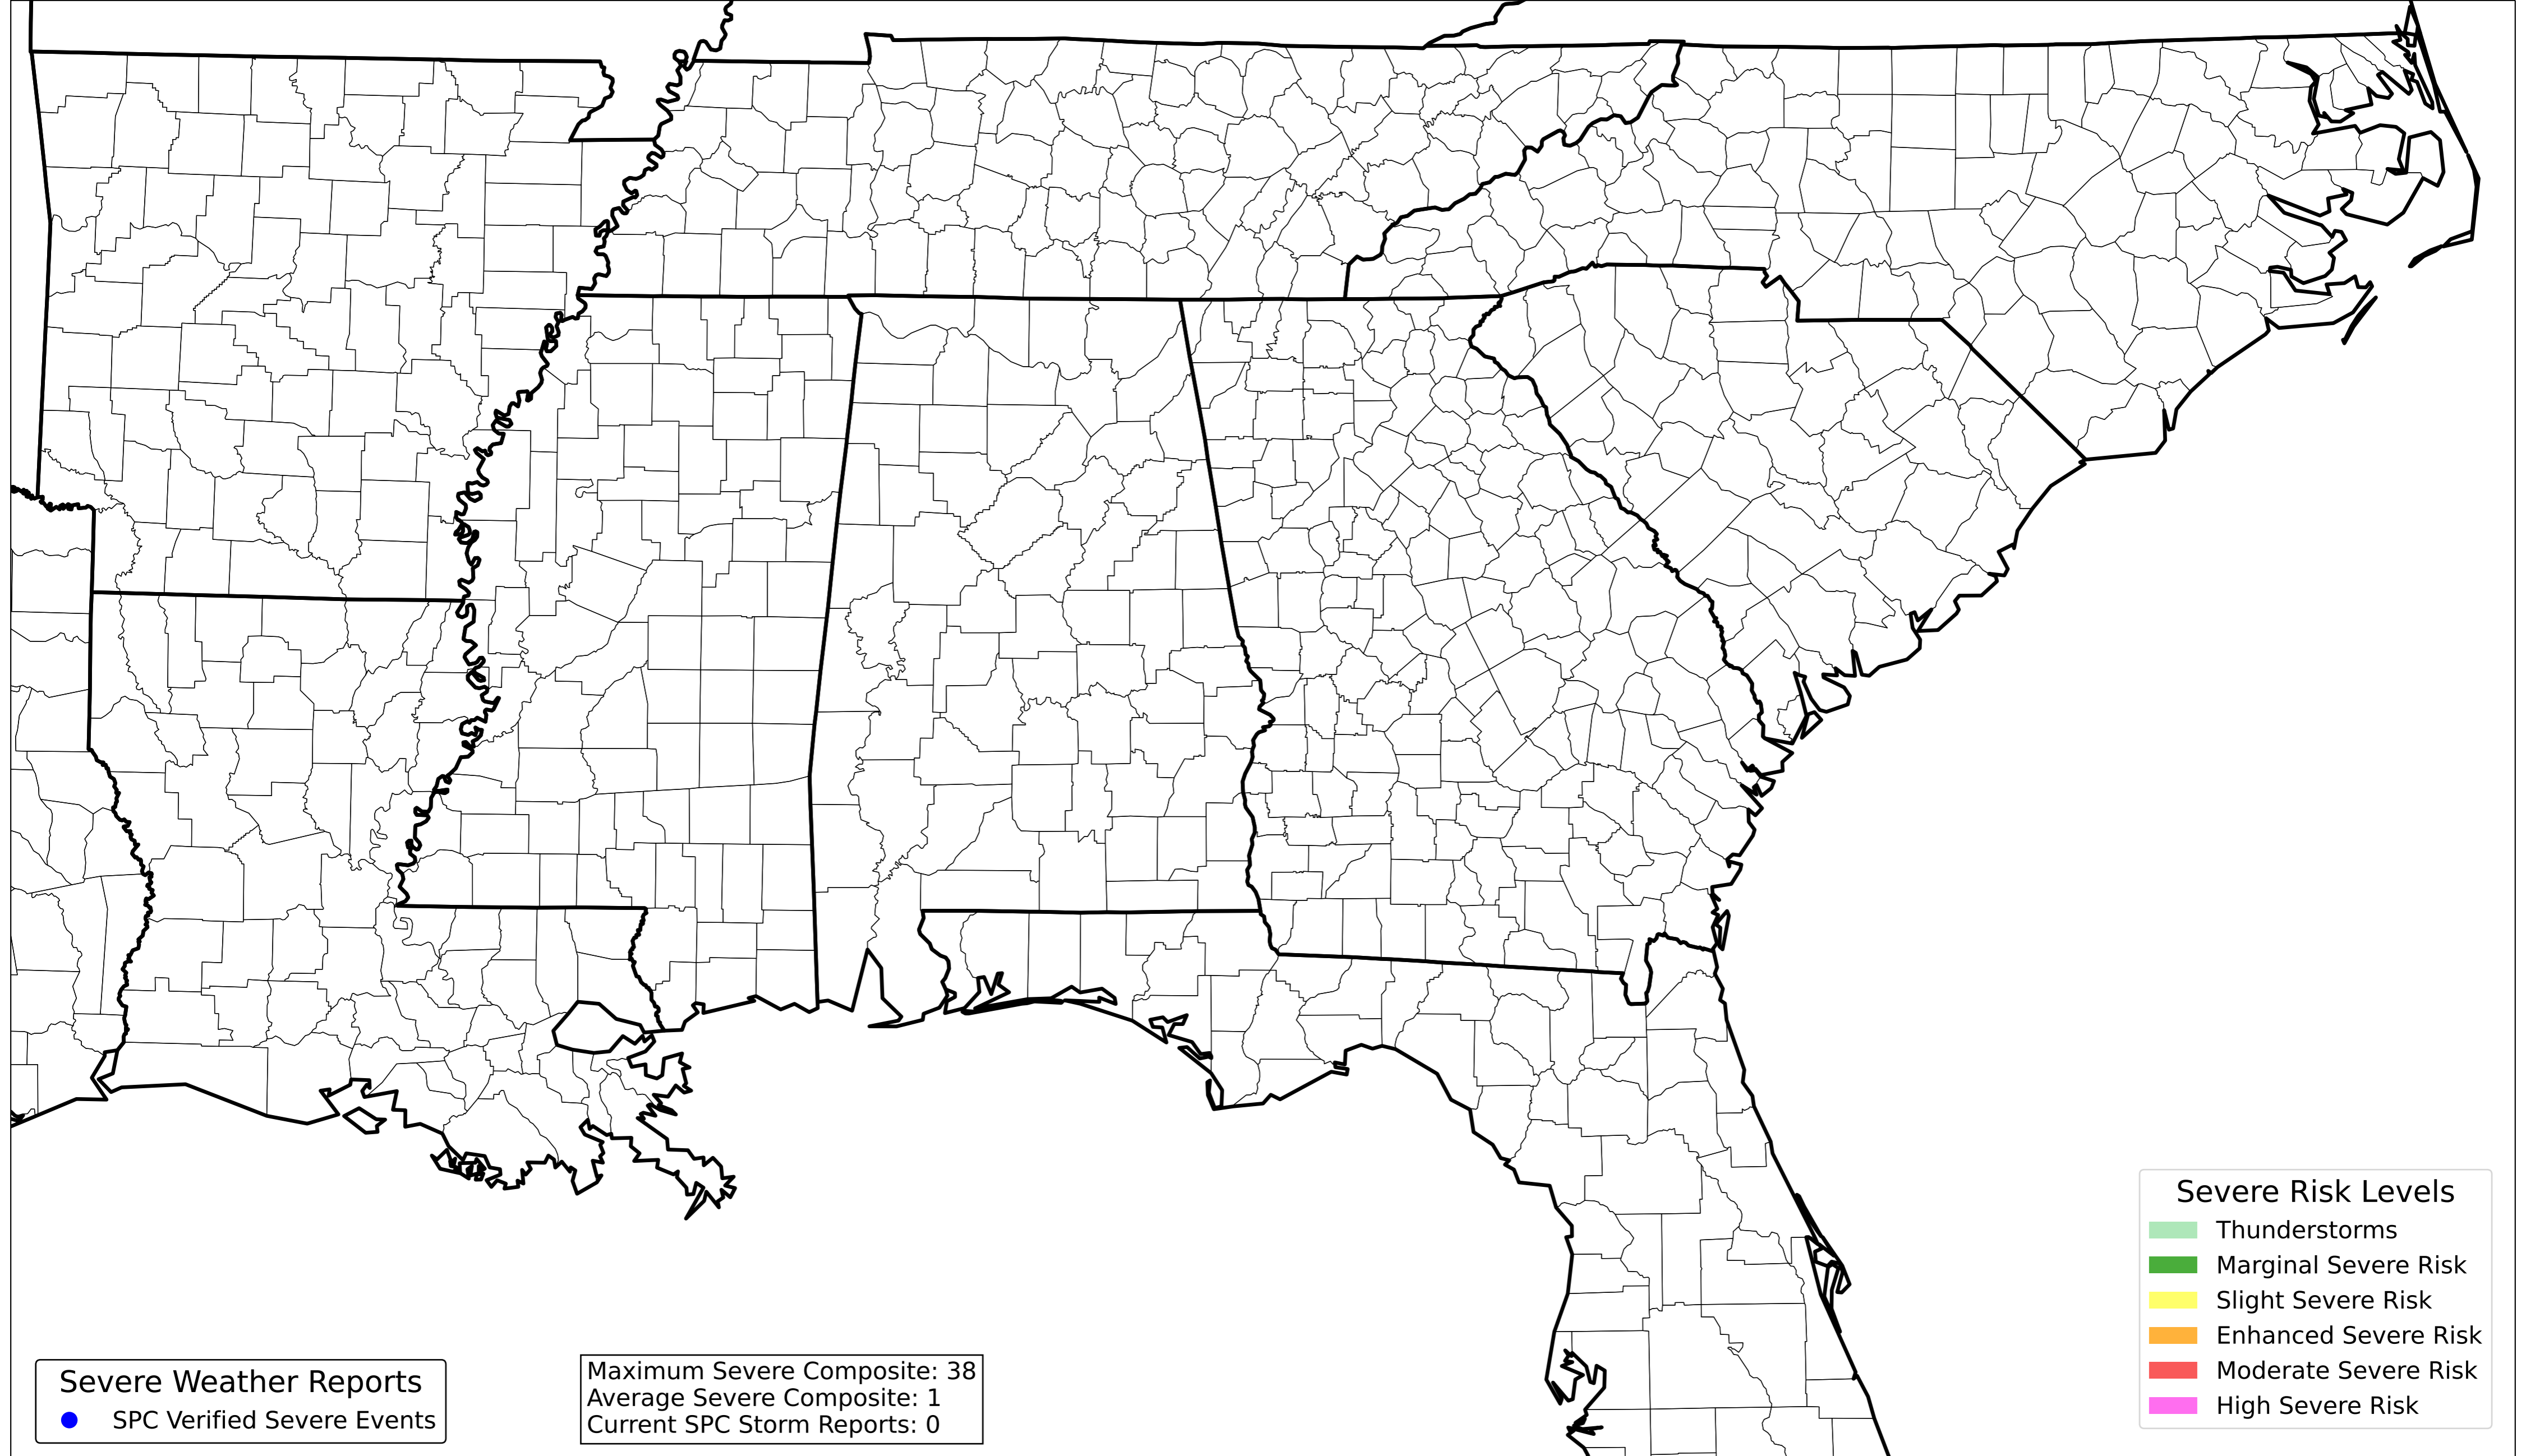 Severe Risk Levels
Thunderstorms
Marginal Severe Risk
Slight Severe Risk
Enhanced Severe Risk
Moderate Severe Risk
High Severe Risk
Severe Weather Reports
SPC Verified Severe Events
Maximum Severe Composite: 38
Average Severe Composite: 1
Current SPC Storm Reports: 0